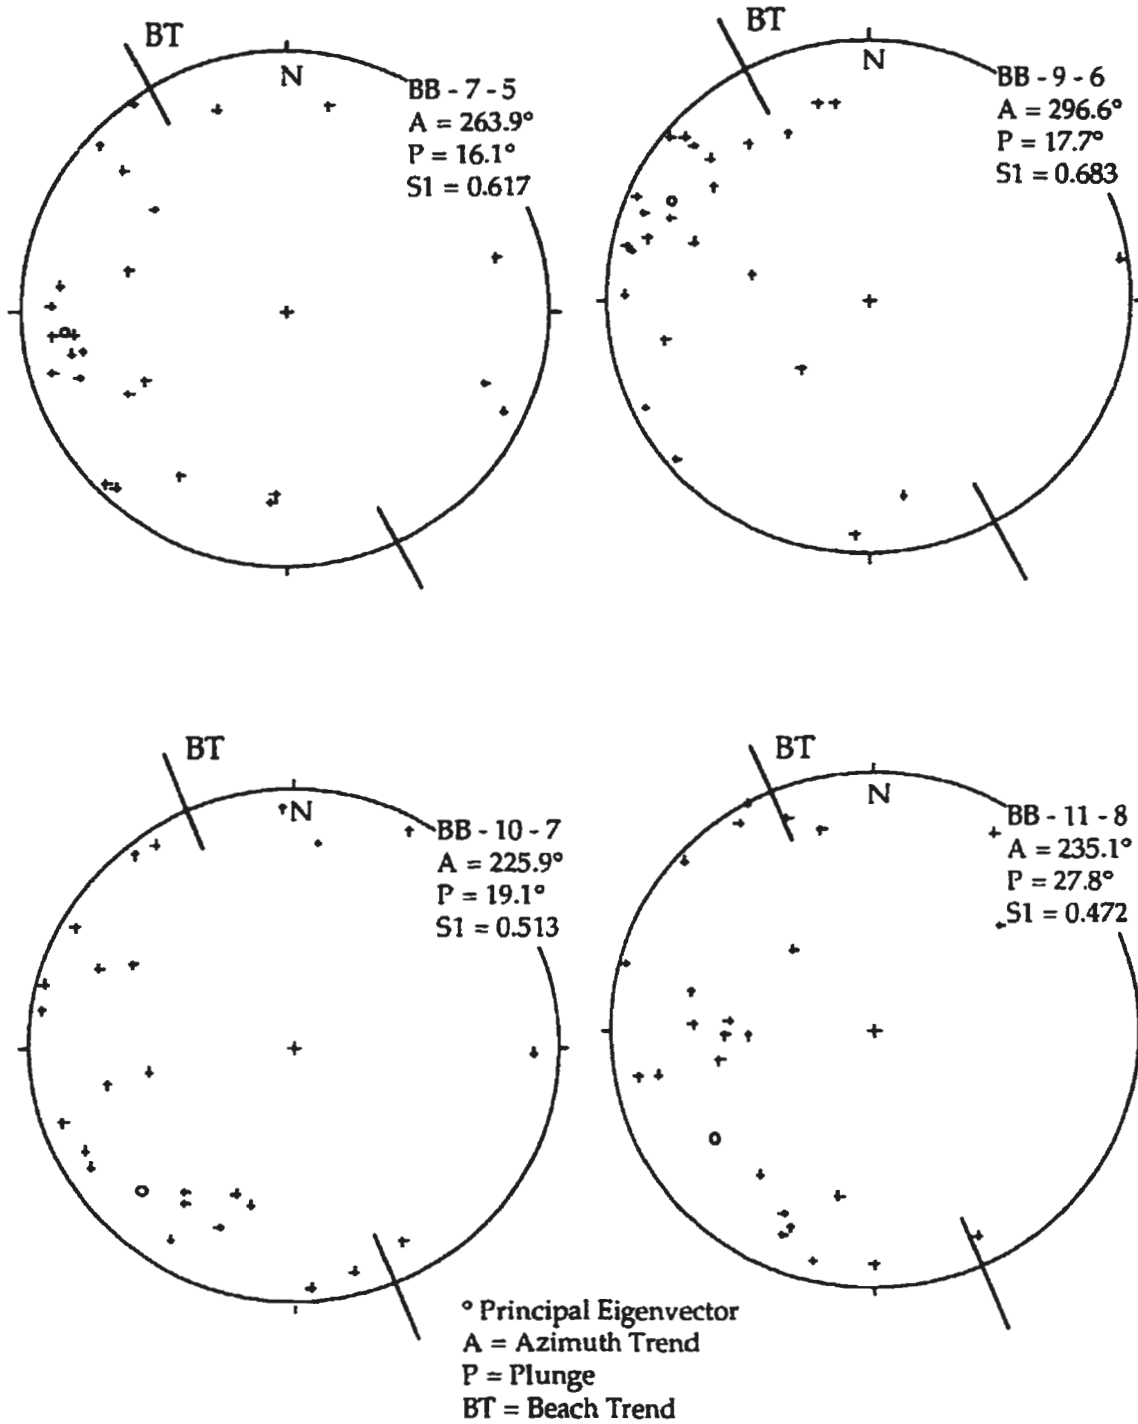 BT
N
BB - 7 - 5
A = 263.9°
P = 16.1°
S1 = 0.617
BT
N
BB - 9 - 6
A = 296.6°
P = 17.7°
S1 = 0.683
BT
N
BB - 10 - 7
A = 225.9°
P = 19.1°
S1 = 0.513
BT
N
BB - 11 - 8
A = 235.1°
P = 27.8°
S1 = 0.472
° Principal Eigenvector
A = Azimuth Trend
P = Plunge
BT = Beach Trend